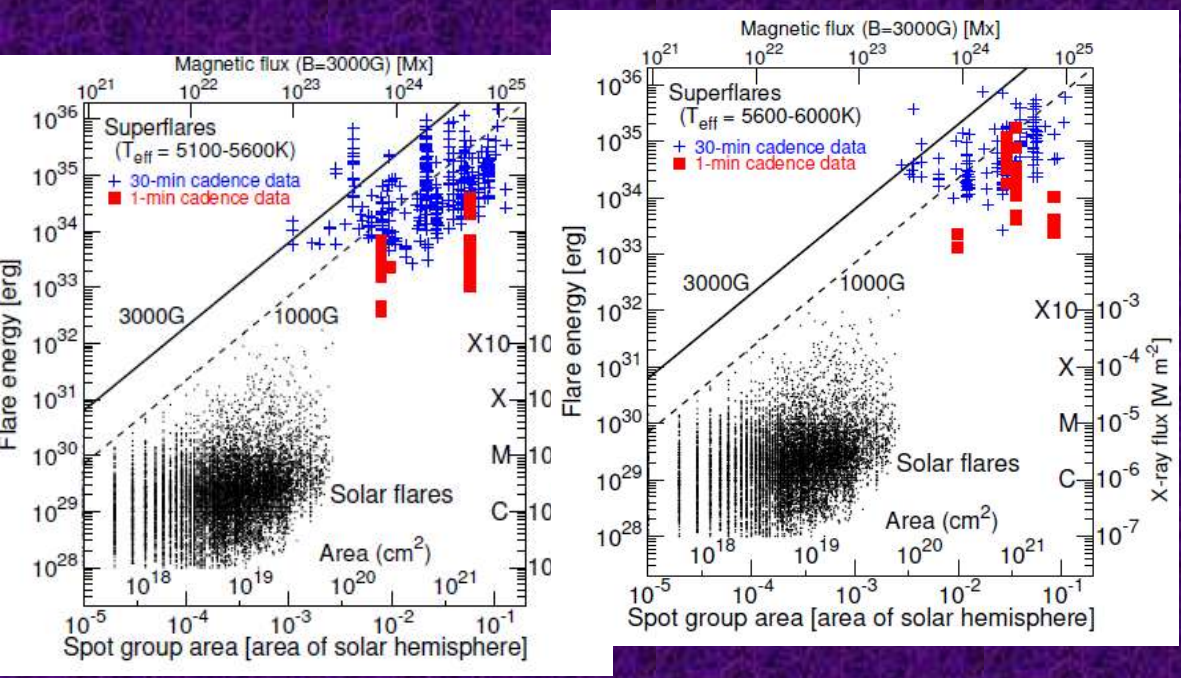 Magnetic flux (B=3000G) [Mx]
10^21 10^22 10^23 10^24 10^25
Superflares
(T_eff = 5100-5600K)
+ 30-min cadence data
■ 1-min cadence data
10^36
10^35
10^34
10^33
10^32
10^31
10^30
10^29
10^28
Flare energy [erg]
3000G
1000G
X10 10
X 10
M 10
C 10
10
Solar flares
Area (cm^2)
10^18 10^19 10^20 10^21
10^-5 10^-4 10^-3 10^-2 10^-1
Spot group area [area of solar hemisphere]
Magnetic flux (B=3000G) [Mx]
10^21 10^22 10^23 10^24 10^25
Superflares
(T_eff = 5600-6000K)
+ 30-min cadence data
■ 1-min cadence data
10^36
10^35
10^34
10^33
10^32
10^31
10^30
10^29
10^28
Flare energy [erg]
3000G
1000G
X10 10^-3
X 10^-4
M 10^-5
C 10^-6
10^-7
X-ray flux [W m^-2]
Solar flares
Area (cm^2)
10^18 10^19 10^20 10^21
10^-5 10^-4 10^-3 10^-2 10^-1
Spot group area [area of solar hemisphere]